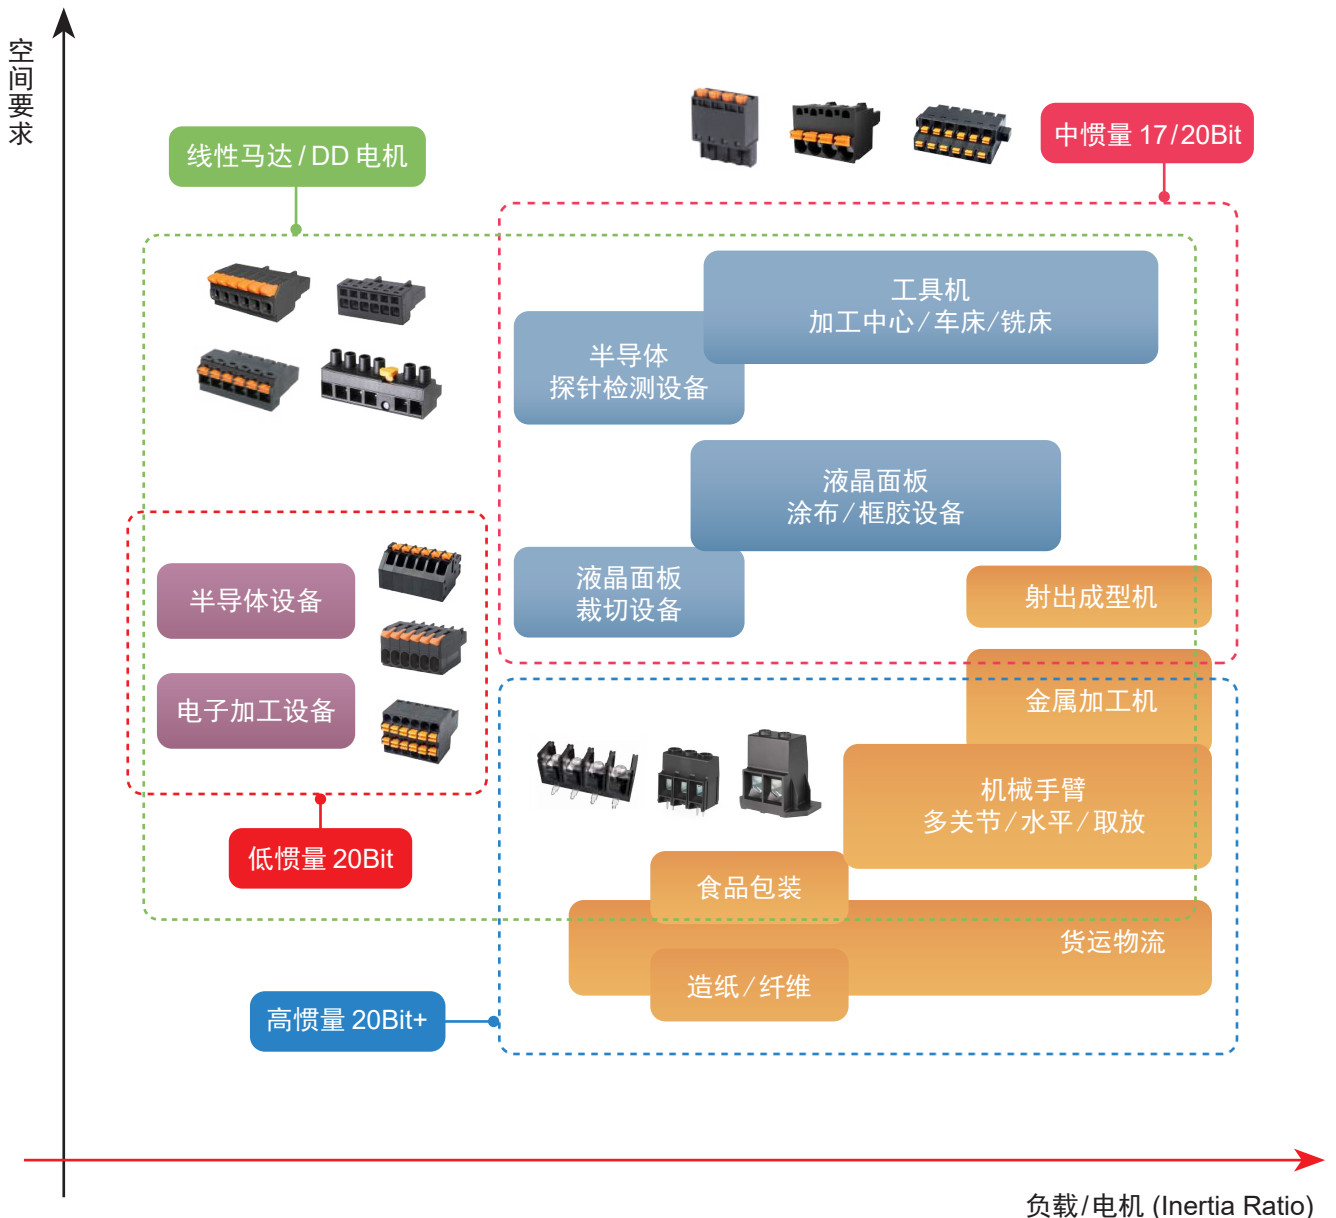 空间要求
中惯量 17/20Bit
线性马达 / DD 电机
工具机
加工中心/车床/铣床
半导体
探针检测设备
液晶面板
涂布/框胶设备
液晶面板
裁切设备
半导体设备
射出成型机
电子加工设备
金属加工机
机械手臂
多关节/水平/取放
低惯量 20Bit
食品包装
货运物流
造纸/纤维
高惯量 20Bit+
负载/电机 (Inertia Ratio)